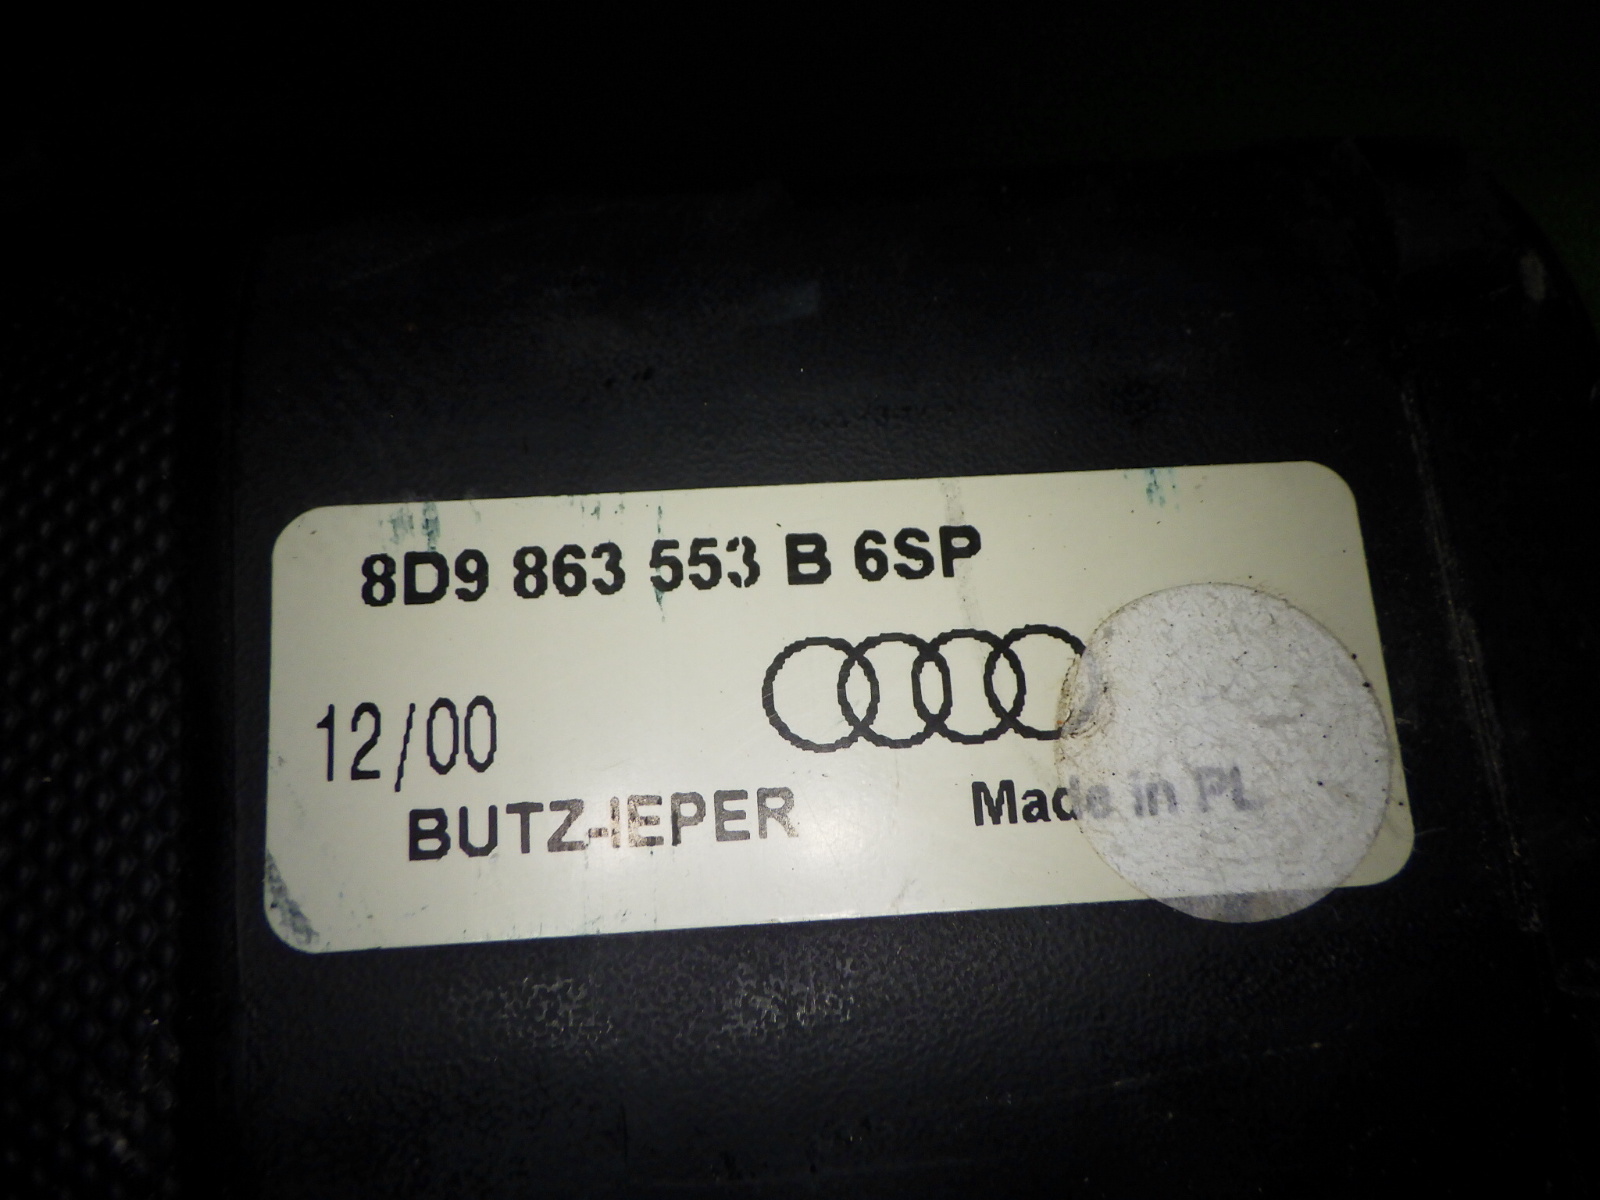 8D9 863 553 B 6SP
12/00
BUTZ-IEPER
Made in PL